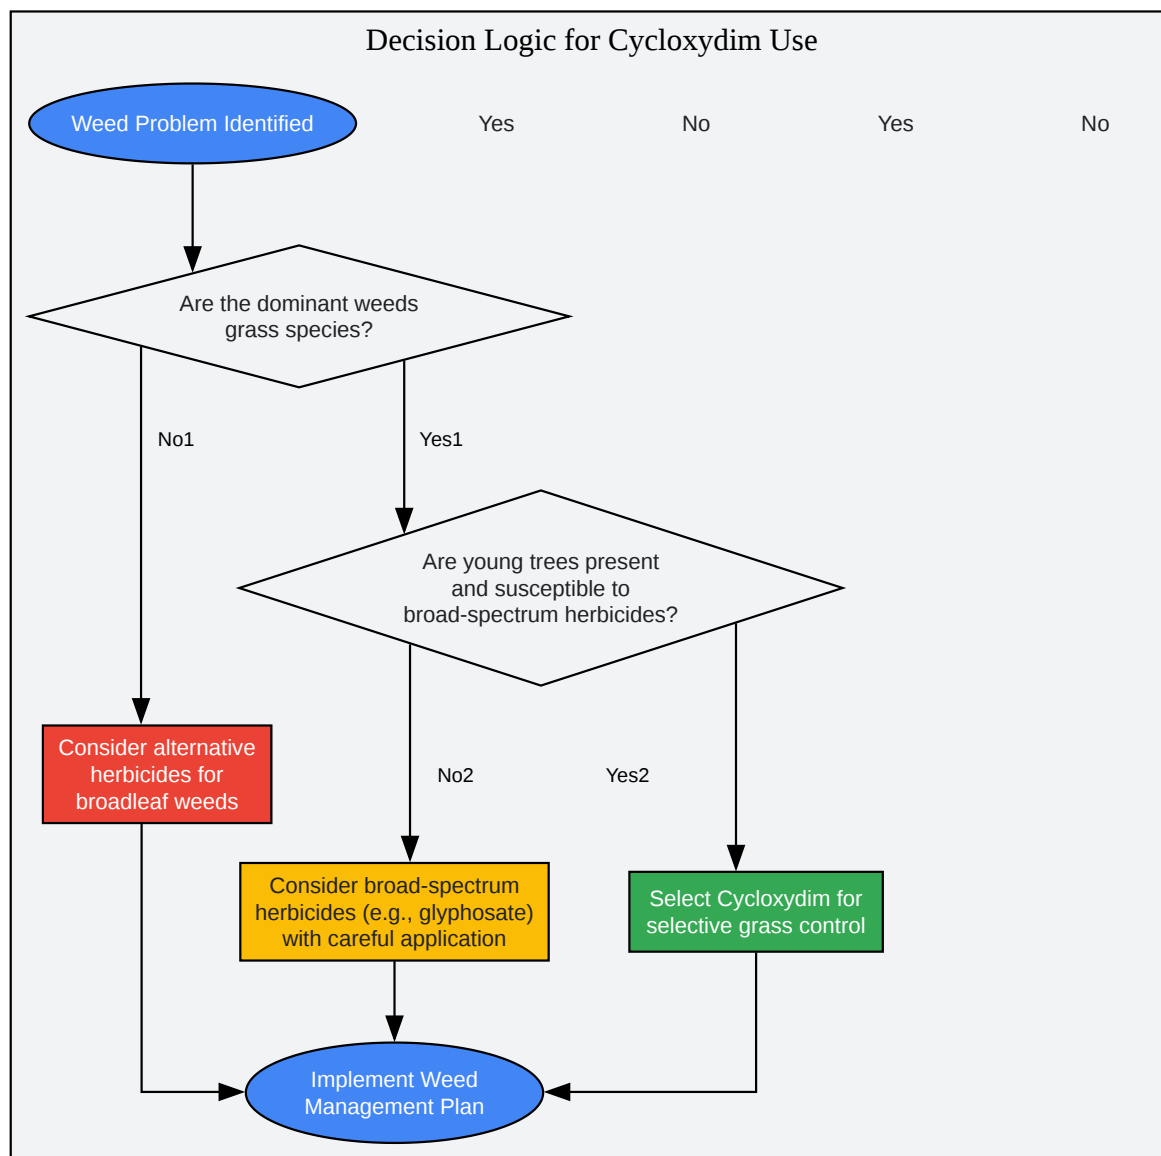 Decision Logic for Cycloxydim Use
Weed Problem Identified
Yes
No
Yes
No
Are the dominant weeds
grass species?
No1
Yes1
Are young trees present
and susceptible to
broad-spectrum herbicides?
Consider alternative
herbicides for
broadleaf weeds
No2
Yes2
Consider broad-spectrum
herbicides (e.g., glyphosate)
with careful application
Select Cycloxydim for
selective grass control
Implement Weed
Management Plan